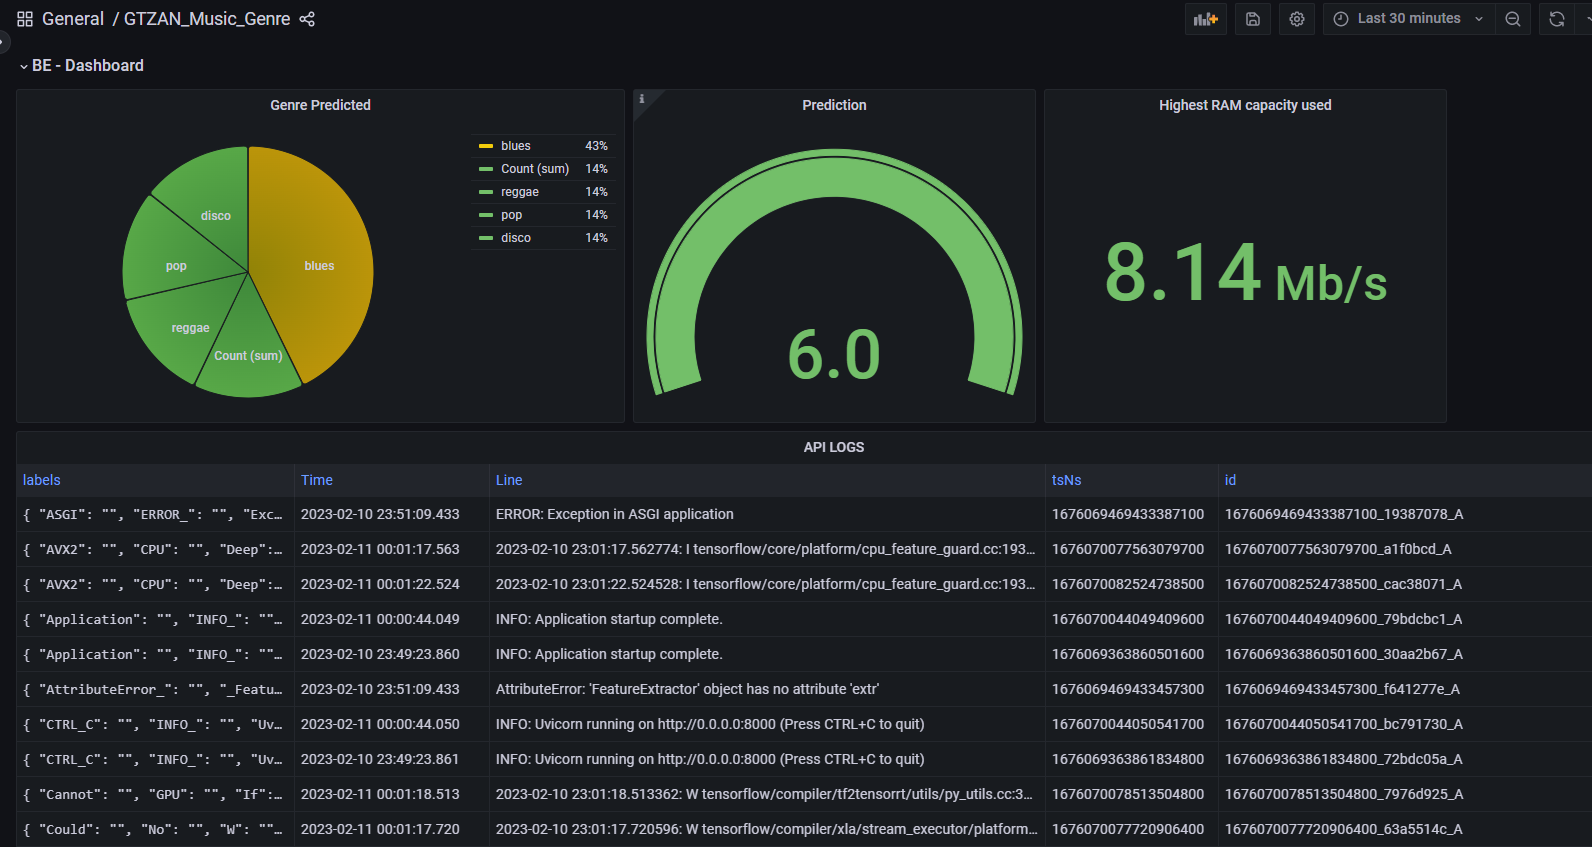 General / GTZAN_Music_Genre
Last 30 minutes
BE - Dashboard
Genre Predicted
disco
pop
blues
reggae
Count (sum)
blues 43%
Count (sum) 14%
reggae 14%
pop 14%
disco 14%
i
Prediction
6.0
Highest RAM capacity used
8.14 Mb/s
API LOGS
labels Time Line tsNs id
{ "ASGI": "", "ERROR_": "", "Exc… 2023-02-10 23:51:09.433 ERROR: Exception in ASGI application 1676069469433387100 1676069469433387100_19387078_A
{ "AVX2": "", "CPU": "", "Deep":… 2023-02-11 00:01:17.563 2023-02-10 23:01:17.562774: I tensorflow/core/platform/cpu_feature_guard.cc:193… 1676070077563079700 1676070077563079700_a1f0bcd_A
{ "AVX2": "", "CPU": "", "Deep":… 2023-02-11 00:01:22.524 2023-02-10 23:01:22.524528: I tensorflow/core/platform/cpu_feature_guard.cc:193… 1676070082524738500 1676070082524738500_cac38071_A
{ "Application": "", "INFO_": ""… 2023-02-11 00:00:44.049 INFO: Application startup complete. 1676070044049409600 1676070044049409600_79bdcbc1_A
{ "Application": "", "INFO_": ""… 2023-02-10 23:49:23.860 INFO: Application startup complete. 1676069363860501600 1676069363860501600_30aa2b67_A
{ "AttributeError_": "", "_Featu… 2023-02-10 23:51:09.433 AttributeError: 'FeatureExtractor' object has no attribute 'extr' 1676069469433457300 1676069469433457300_f641277e_A
{ "CTRL_C": "", "INFO_": "", "Uv… 2023-02-11 00:00:44.050 INFO: Uvicorn running on http://0.0.0.0:8000 (Press CTRL+C to quit) 1676070044050541700 1676070044050541700_bc791730_A
{ "CTRL_C": "", "INFO_": "", "Uv… 2023-02-10 23:49:23.861 INFO: Uvicorn running on http://0.0.0.0:8000 (Press CTRL+C to quit) 1676069363861834800 1676069363861834800_72bdc05a_A
{ "Cannot": "", "GPU": "", "If":… 2023-02-11 00:01:18.513 2023-02-10 23:01:18.513362: W tensorflow/compiler/tf2tensorrt/utils/py_utils.cc:3… 1676070078513504800 1676070078513504800_7976d925_A
{ "Could": "", "No": "", "W": ""… 2023-02-11 00:01:17.720 2023-02-10 23:01:17.720596: W tensorflow/compiler/xla/stream_executor/platform… 1676070077720906400 1676070077720906400_63a5514c_A